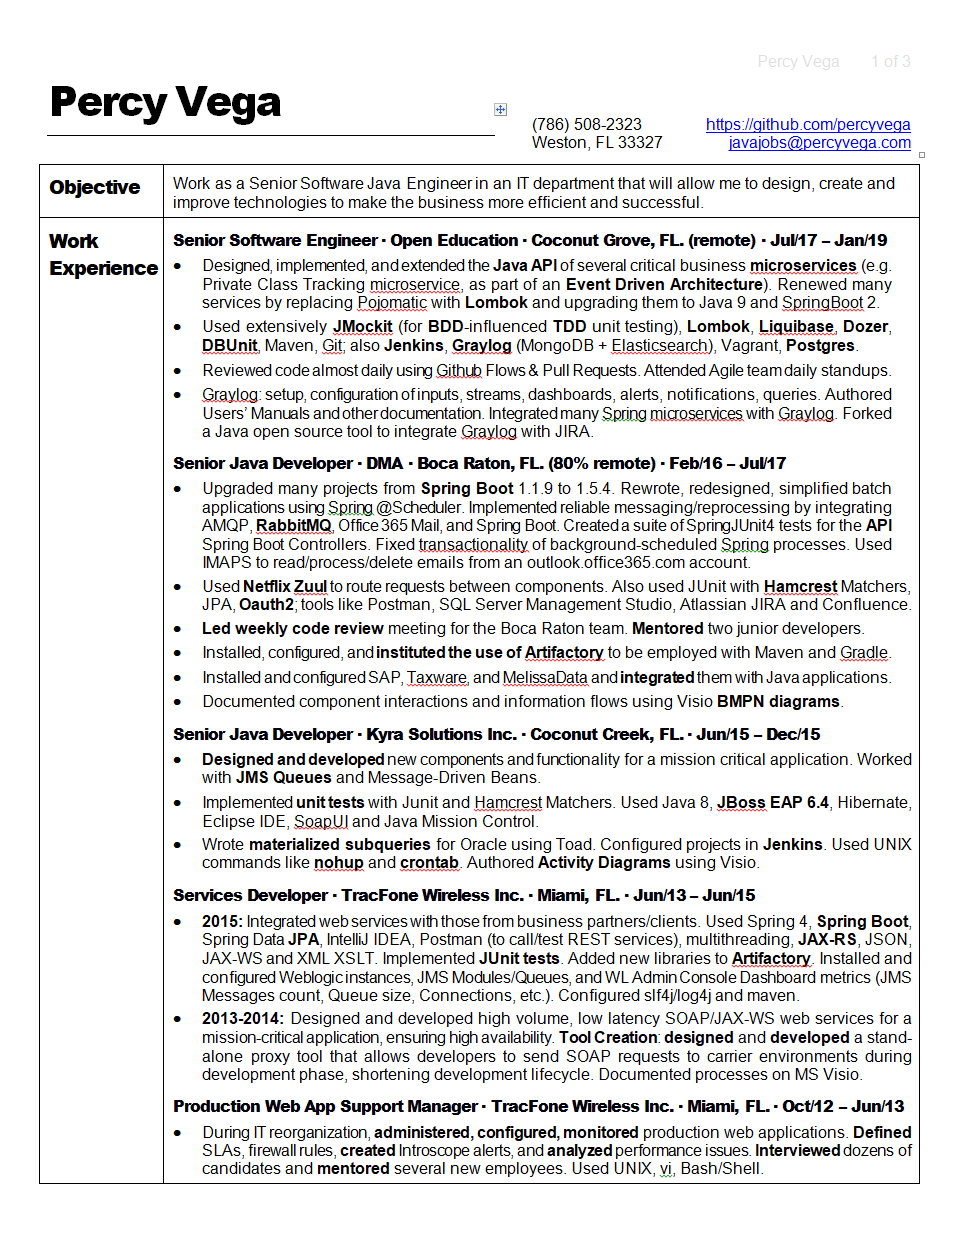 Percy Vega 1 of 3
Percy Vega
(786) 508-2323 https://github.com/percyvega
Weston, FL 33327 javajobs@percyvega.com
Objective
Work as a Senior Software Java Engineer in an IT department that will allow me to design, create and
improve technologies to make the business more efficient and successful.
Work
Experience
Senior Software Engineer · Open Education · Coconut Grove, FL. (remote) · Jul/17 – Jan/19
• Designed, implemented, and extended the Java API of several critical business microservices (e.g.
Private Class Tracking microservice, as part of an Event Driven Architecture). Renewed many
services by replacing Pojomatic with Lombok and upgrading them to Java 9 and SpringBoot 2.
• Used extensively JMockit (for BDD-influenced TDD unit testing), Lombok, Liquibase, Dozer,
DBUnit, Maven, Git; also Jenkins, Graylog (MongoDB + Elasticsearch), Vagrant, Postgres.
• Reviewed code almost daily using Github Flows & Pull Requests. Attended Agile team daily standups.
• Graylog: setup, configuration of inputs, streams, dashboards, alerts, notifications, queries. Authored
Users' Manuals and other documentation. Integrated many Spring microservices with Graylog. Forked
a Java open source tool to integrate Graylog with JIRA.
Senior Java Developer · DMA · Boca Raton, FL. (80% remote) · Feb/16 – Jul/17
• Upgraded many projects from Spring Boot 1.1.9 to 1.5.4. Rewrote, redesigned, simplified batch
applications using Spring @Scheduler. Implemented reliable messaging/reprocessing by integrating
AMQP, RabbitMQ, Office 365 Mail, and Spring Boot. Created a suite of SpringJUnit4 tests for the API
Spring Boot Controllers. Fixed transactionality of background-scheduled Spring processes. Used
IMAPS to read/process/delete emails from an outlook.office365.com account.
• Used Netflix Zuul to route requests between components. Also used JUnit with Hamcrest Matchers,
JPA, Oauth2; tools like Postman, SQL Server Management Studio, Atlassian JIRA and Confluence.
• Led weekly code review meeting for the Boca Raton team. Mentored two junior developers.
• Installed, configured, and instituted the use of Artifactory to be employed with Maven and Gradle.
• Installed and configured SAP, Taxware, and MelissaData and integrated them with Java applications.
• Documented component interactions and information flows using Visio BMPN diagrams.
Senior Java Developer · Kyra Solutions Inc. · Coconut Creek, FL. · Jun/15 – Dec/15
• Designed and developed new components and functionality for a mission critical application. Worked
with JMS Queues and Message-Driven Beans.
• Implemented unit tests with Junit and Hamcrest Matchers. Used Java 8, JBoss EAP 6.4, Hibernate,
Eclipse IDE, SoapUI and Java Mission Control.
• Wrote materialized subqueries for Oracle using Toad. Configured projects in Jenkins. Used UNIX
commands like nohup and crontab. Authored Activity Diagrams using Visio.
Services Developer · TracFone Wireless Inc. · Miami, FL. · Jun/13 – Jun/15
• 2015: Integrated web services with those from business partners/clients. Used Spring 4, Spring Boot,
Spring Data JPA, IntelliJ IDEA, Postman (to call/test REST services), multithreading, JAX-RS, JSON,
JAX-WS and XML XSLT. Implemented JUnit tests. Added new libraries to Artifactory. Installed and
configured Weblogic instances, JMS Modules/Queues, and WL Admin Console Dashboard metrics (JMS
Messages count, Queue size, Connections, etc.). Configured slf4j/log4j and maven.
• 2013-2014: Designed and developed high volume, low latency SOAP/JAX-WS web services for a
mission-critical application, ensuring high availability. Tool Creation: designed and developed a stand-
alone proxy tool that allows developers to send SOAP requests to carrier environments during
development phase, shortening development lifecycle. Documented processes on MS Visio.
Production Web App Support Manager · TracFone Wireless Inc. · Miami, FL. · Oct/12 – Jun/13
• During IT reorganization, administered, configured, monitored production web applications. Defined
SLAs, firewall rules, created Introscope alerts, and analyzed performance issues. Interviewed dozens of
candidates and mentored several new employees. Used UNIX, vi, Bash/Shell.